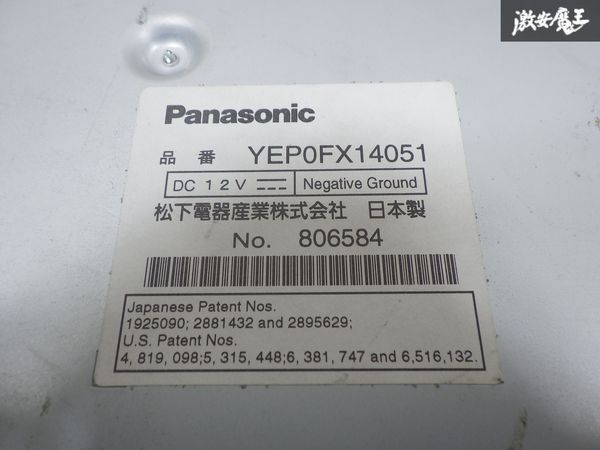 激安魔王
Panasonic
品 番 YEP0FX14051
DC 12V Negative Ground
松下電器産業株式会社 日本製
No. 806584
Japanese Patent Nos.
1925090; 2881432 and 2895629;
U.S. Patent Nos.
4, 819, 098;5, 315, 448;6, 381, 747 and 6,516,132.